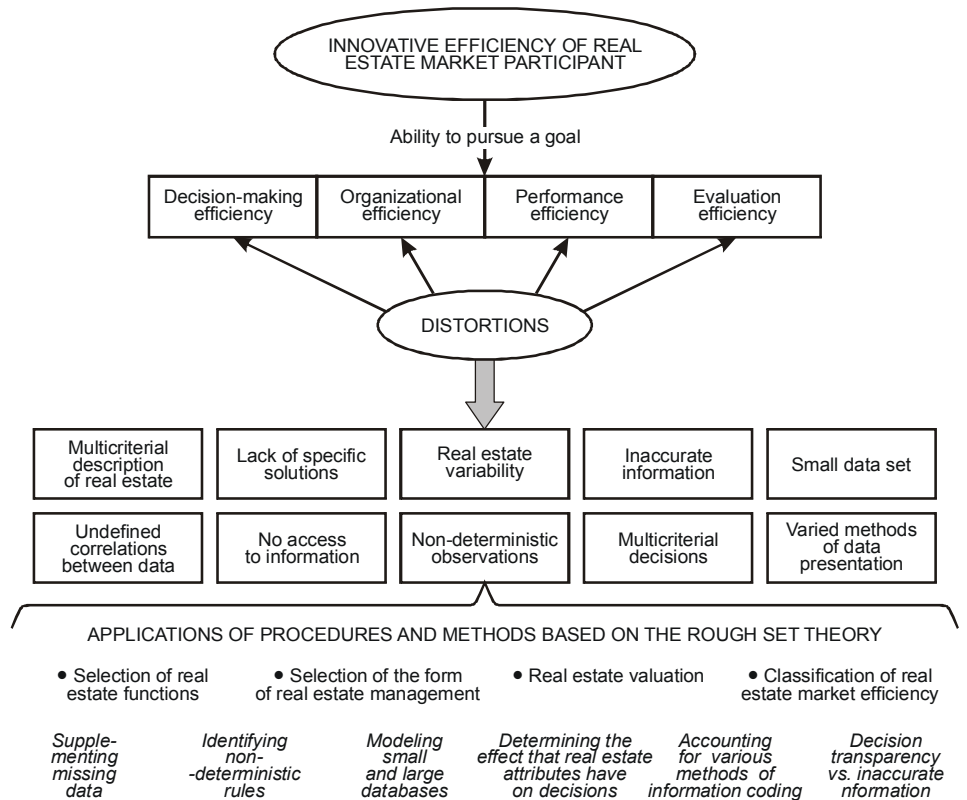 INNOVATIVE EFFICIENCY OF REAL
ESTATE MARKET PARTICIPANT
Ability to pursue a goal
Decision-making
efficiency
Organizational
efficiency
Performance
efficiency
Evaluation
efficiency
DISTORTIONS
Multicriterial
description
of real estate
Lack of specific
solutions
Real estate
variability
Inaccurate
information
Small data set
Undefined
correlations
between data
No access
to information
Non-deterministic
observations
Multicriterial
decisions
Varied methods
of data
presentation
APPLICATIONS OF PROCEDURES AND METHODS BASED ON THE ROUGH SET THEORY
• Selection of real
estate functions
• Selection of the form
of real estate management
• Real estate valuation
• Classification of real
estate market efficiency
Supple-
menting
missing
data
Identifying
non-
-deterministic
rules
Modeling
small
and large
databases
Determining the
effect that real estate
attributes have
on decisions
Accounting
for various
methods of
information coding
Decision
transparency
vs. inaccurate
nformation